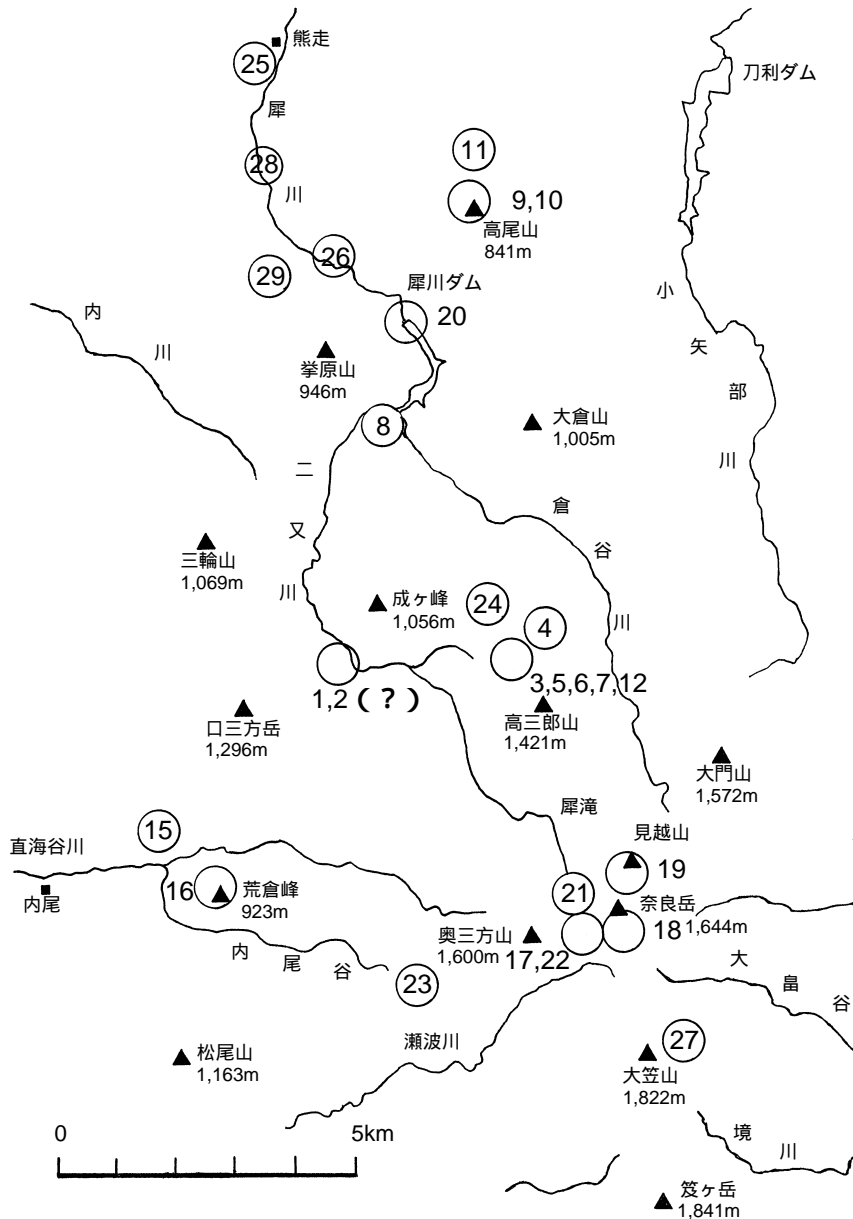 熊走
25
刀利ダム
犀
11
28
川
9,10
高尾山
841m
26
29
犀川ダム
小
内
20
川
矢
挙原山
946m
部
大倉山
1,005m
8
川
二
倉
又
谷
三輪山
1,069m
川
成ヶ峰
1,056m
24
川
4
1,2(?)
3,5,6,7,12
口三方岳
1,296m
高三郎山
1,421m
大門山
1,572m
犀滝
15
見越山
直海谷川
19
16
荒倉峰
923m
内尾
21
奈良岳
1,644m
18
奥三方山
1,600m
17,22
内
尾
谷
大
畠
谷
23
瀬波川
27
松尾山
1,163m
大笠山
1,822m
0
5km
境
川
笈ヶ岳
1,841m